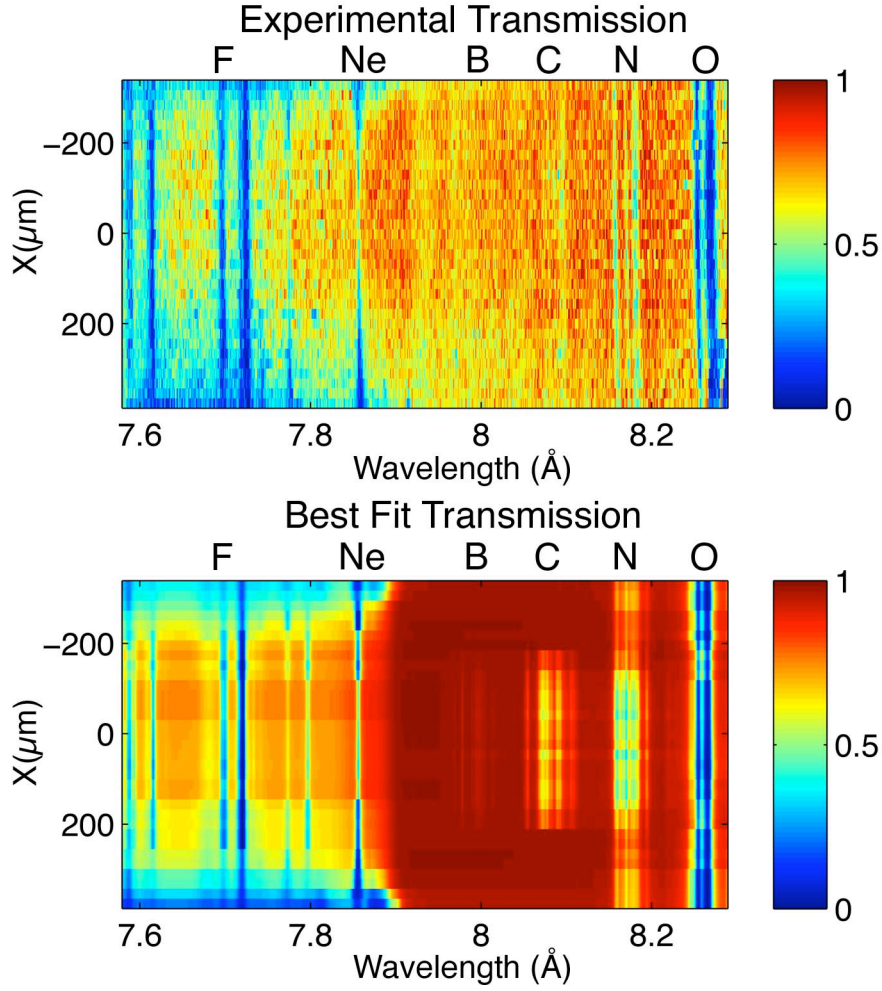 Experimental Transmission
F Ne B C N O
X(μm)
−200
0
200
7.6 7.8 8 8.2
Wavelength (Å)
1
0.5
0
Best Fit Transmission
F Ne B C N O
X(μm)
−200
0
200
7.6 7.8 8 8.2
Wavelength (Å)
1
0.5
0